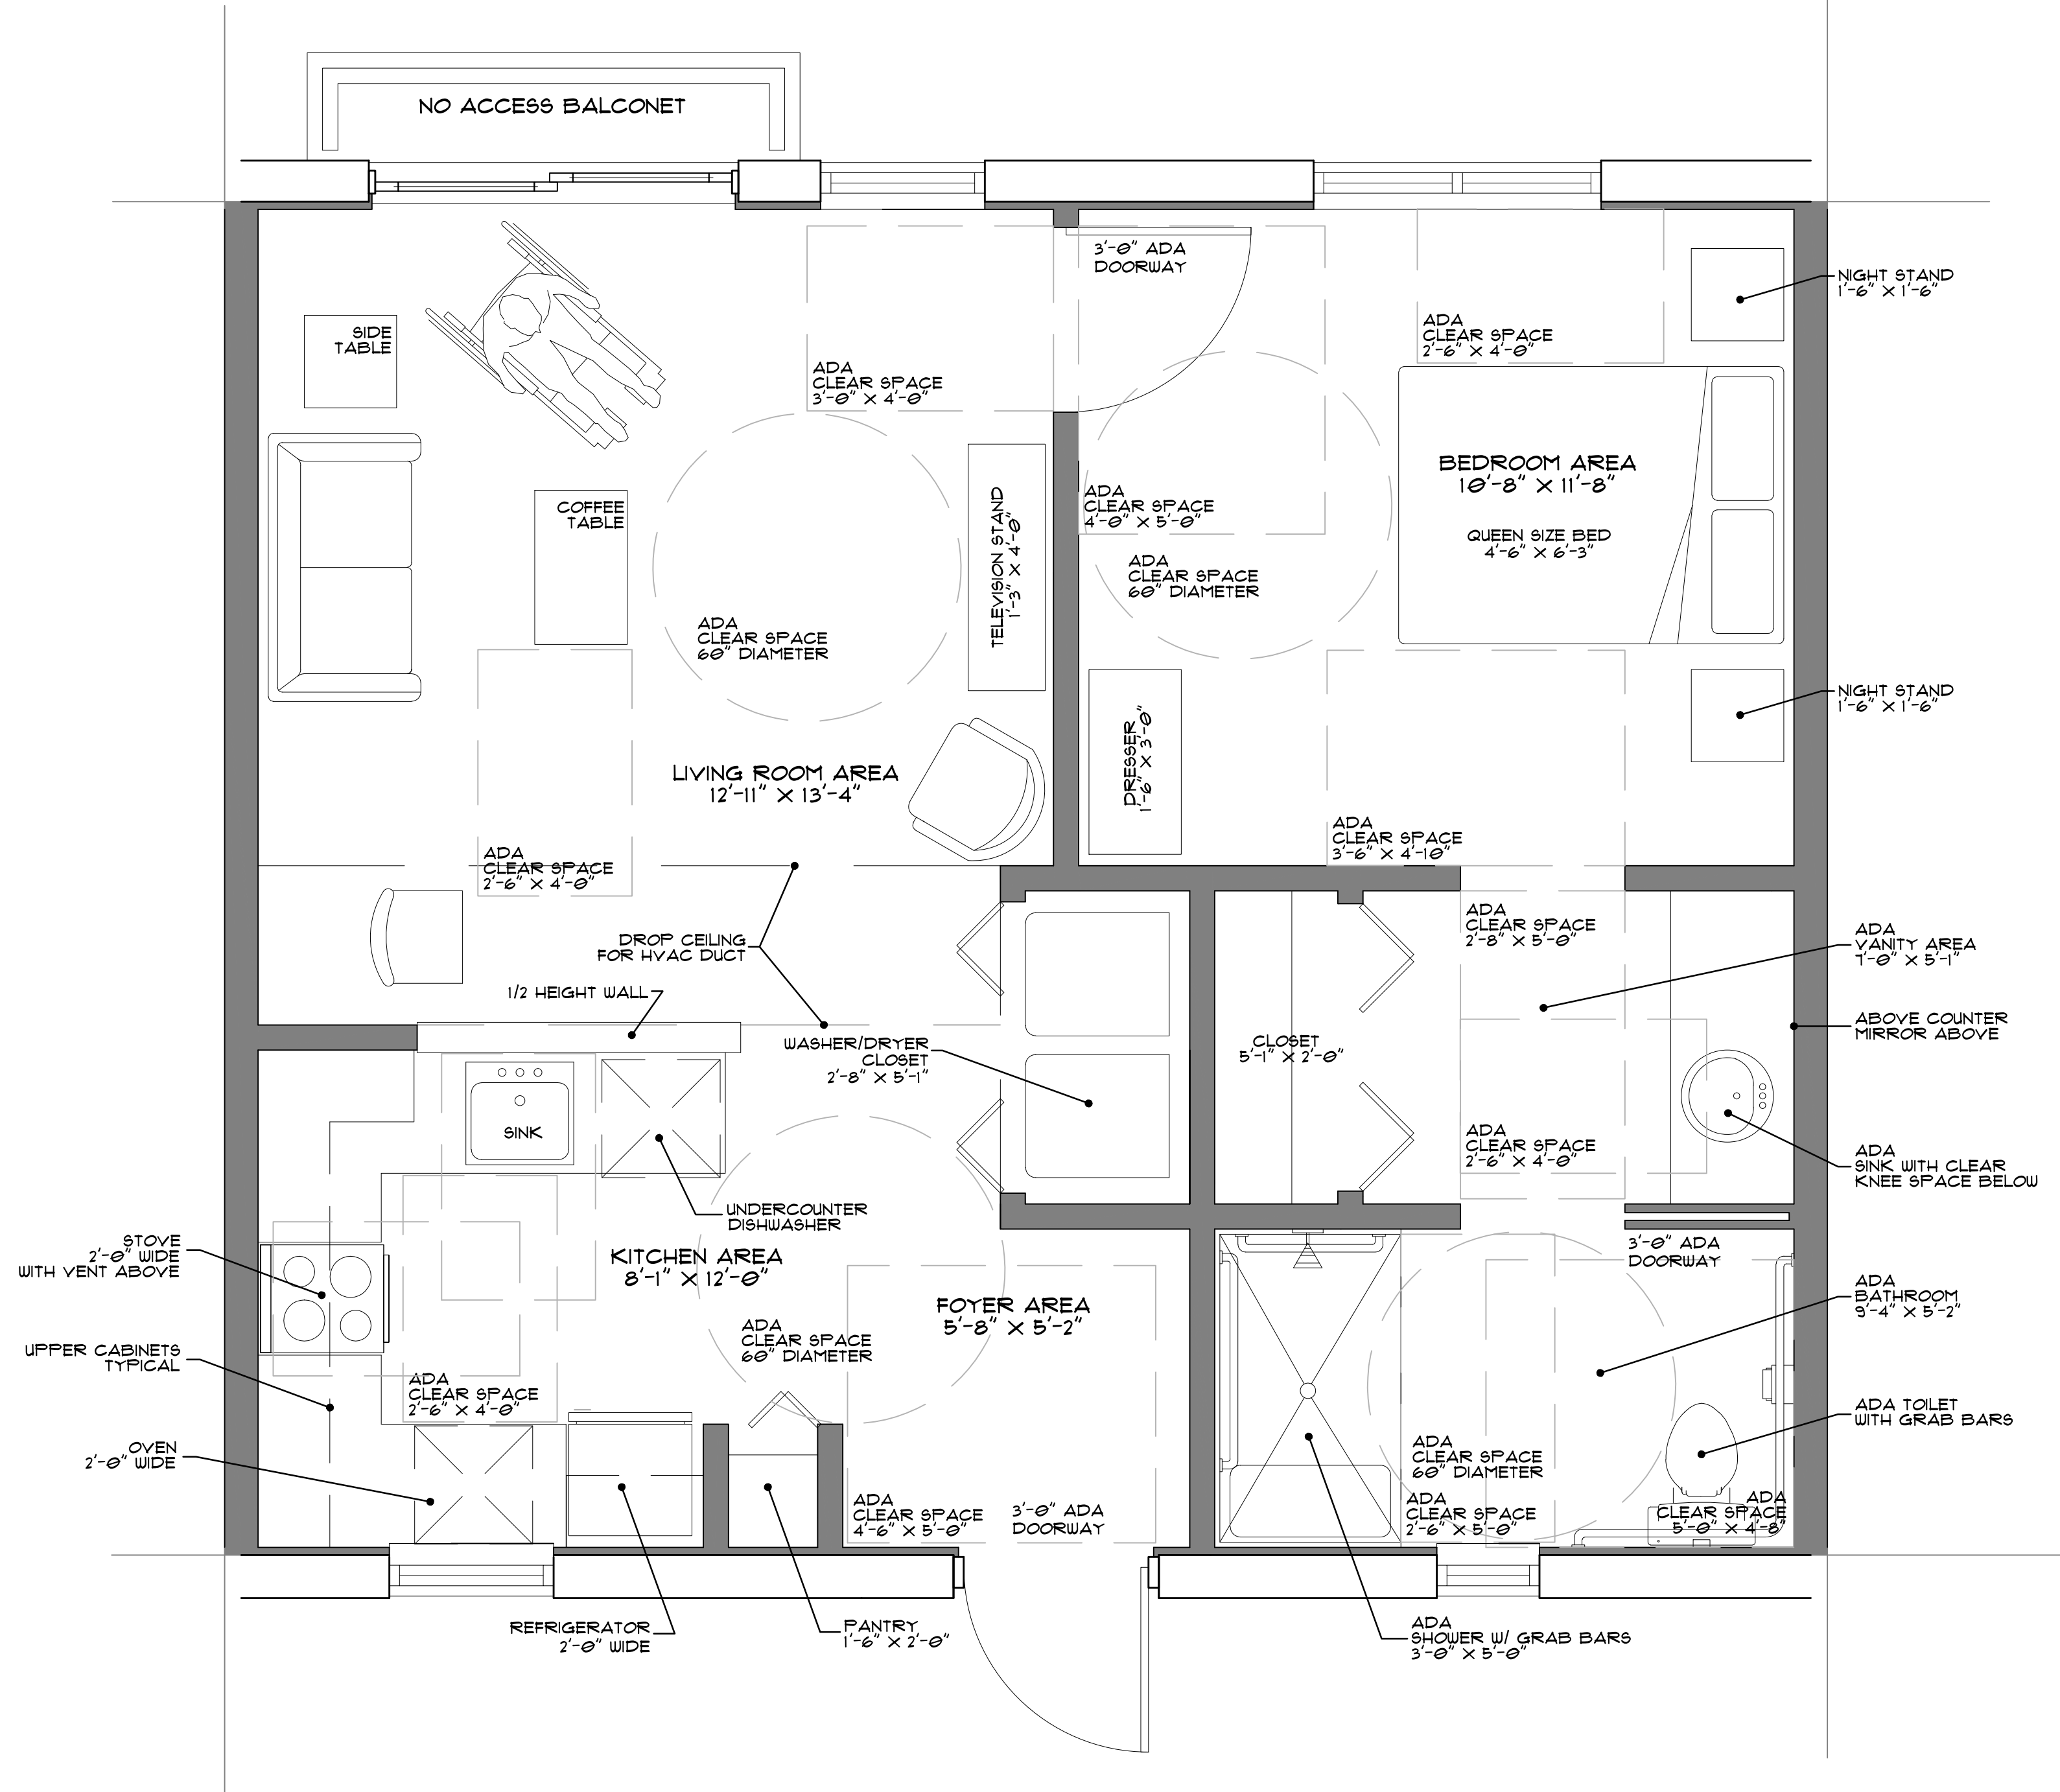 NO ACCESS BALCONET
3'-0" ADA
DOORWAY
NIGHT STAND
1'-6" X 1'-6"
SIDE
TABLE
ADA
CLEAR SPACE
2'-6" X 4'-0"
ADA
CLEAR SPACE
3'-0" X 4'-0"
BEDROOM AREA
10'-8" X 11'-8"
QUEEN SIZE BED
4'-6" X 6'-3"
ADA
CLEAR SPACE
4'-0" X 5'-0"
COFFEE
TABLE
TELEVISION STAND
1'-3" X 4'-0"
ADA
CLEAR SPACE
60" DIAMETER
ADA
CLEAR SPACE
60" DIAMETER
NIGHT STAND
1'-6" X 1'-6"
DRESSER
1'-6" X 3'-0"
LIVING ROOM AREA
12'-11" X 13'-4"
ADA
CLEAR SPACE
3'-6" X 4'-10"
ADA
CLEAR SPACE
2'-6" X 4'-0"
ADA
CLEAR SPACE
2'-8" X 5'-0"
ADA
VANITY AREA
7'-0" X 5'-1"
DROP CEILING
FOR HVAC DUCT
1/2 HEIGHT WALL
ABOVE COUNTER
MIRROR ABOVE
WASHER/DRYER
CLOSET
2'-8" X 5'-1"
CLOSET
5'-1" X 2'-0"
SINK
ADA
CLEAR SPACE
2'-6" X 4'-0"
ADA
SINK WITH CLEAR
KNEE SPACE BELOW
UNDERCOUNTER
DISHWASHER
STOVE
2'-0" WIDE
WITH VENT ABOVE
KITCHEN AREA
8'-1" X 12'-0"
3'-0" ADA
DOORWAY
FOYER AREA
5'-8" X 5'-2"
ADA
BATHROOM
9'-4" X 5'-2"
ADA
CLEAR SPACE
60" DIAMETER
UPPER CABINETS
TYPICAL
ADA
CLEAR SPACE
2'-6" X 4'-0"
ADA TOILET
WITH GRAB BARS
OVEN
2'-0" WIDE
ADA
CLEAR SPACE
60" DIAMETER
ADA
CLEAR SPACE
4'-6" X 5'-0"
3'-0" ADA
DOORWAY
ADA
CLEAR SPACE
2'-6" X 5'-0"
ADA
CLEAR SPACE
5'-0" X 4'-8"
REFRIGERATOR
2'-0" WIDE
PANTRY
1'-6" X 2'-0"
ADA
SHOWER W/ GRAB BARS
3'-0" X 5'-0"